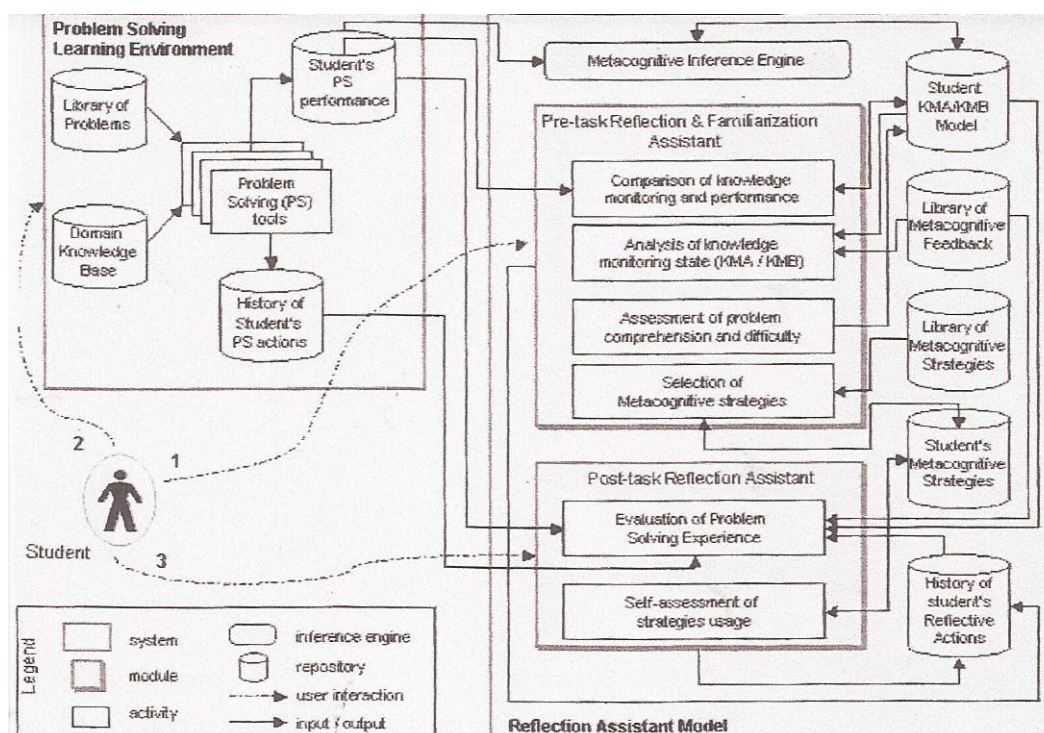 Problem Solving
Learning Environment
Library of
Problems
Domain
Knowledge
Base
Student's
PS
performance
Problem
Solving (PS)
tools
History of
Student's
PS actions
Metacognitive Inference Engine
Student
KMA/KMB
Model
Pre-task Reflection & Familiarization
Assistant
Comparison of knowledge
monitoring and performance
Analysis of knowledge
monitoring state (KMA / KMB)
Assessment of problem
comprehension and difficulty
Selection of
Metacognitive strategies
Library of
Metacognitive
Feedback
Library of
Metacognitive
Strategies
Student's
Metacognitive
Strategies
2
1
Student
3
Post-task Reflection Assistant
Evaluation of Problem
Solving Experience
Self-assessment of
strategies usage
History of
student's
Reflective
Actions
Legend
system
module
activity
inference engine
repository
user interaction
input / output
Reflection Assistant Model